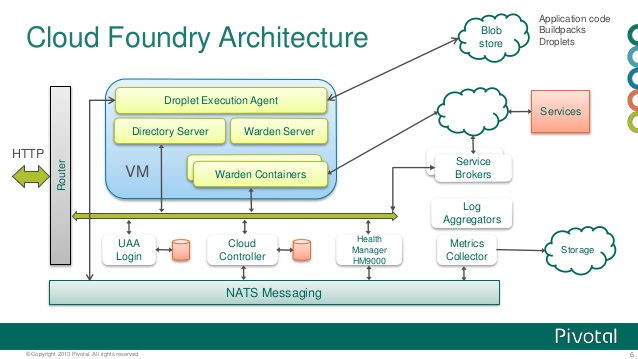 Cloud Foundry Architecture
Blob
store
Application code
Buildpacks
Droplets
Droplet Execution Agent
Directory Server
Warden Server
VM
Warden Containers
HTTP
Router
Services
Service
Brokers
Log
Aggregators
UAA
Login
Cloud
Controller
Health
Manager
HM9000
Metrics
Collector
Storage
NATS Messaging
Pivotal
©Copyright 2013 Pivotal. All rights reserved.
6